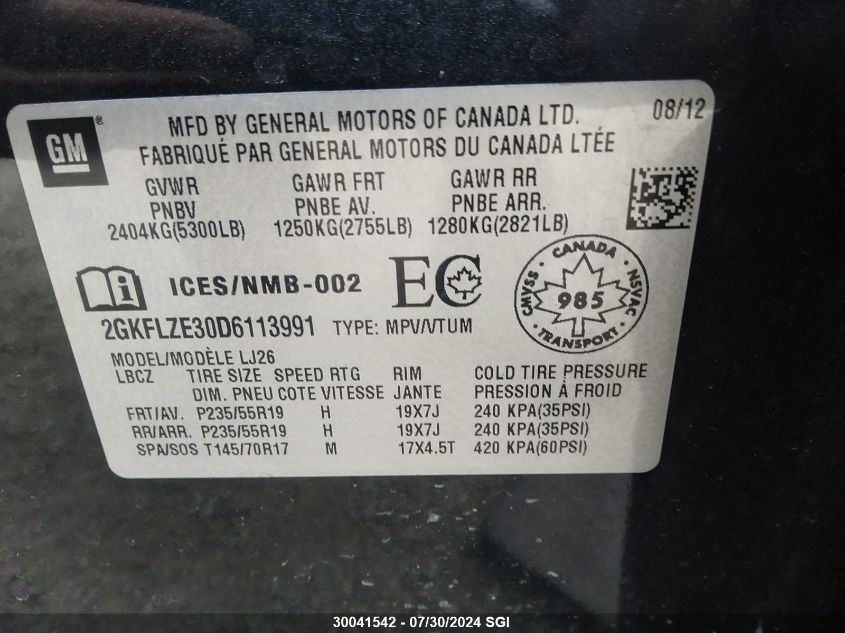 GM®
MFD BY GENERAL MOTORS OF CANADA LTD. 08/12
FABRIQUÉ PAR GENERAL MOTORS DU CANADA LTÉE
GVWR GAWR FRT GAWR RR
PNBV PNBE AV. PNBE ARR.
2404KG(5300LB) 1250KG(2755LB) 1280KG(2821LB)
ICES/NMB-002 EC
CANADA
CMVSS 985 NSVAC
TRANSPORT
2GKFLZE30D6113991 TYPE: MPV/VTUM
MODEL/MODÈLE LJ26
LBCZ TIRE SIZE SPEED RTG RIM COLD TIRE PRESSURE
DIM. PNEU COTE VITESSE JANTE PRESSION À FROID
FRT/AV. P235/55R19 H 19X7J 240 KPA(35PSI)
RR/ARR. P235/55R19 H 19X7J 240 KPA(35PSI)
SPA/SOS T145/70R17 M 17X4.5T 420 KPA(60PSI)
30041542 - 07/30/2024 SGI